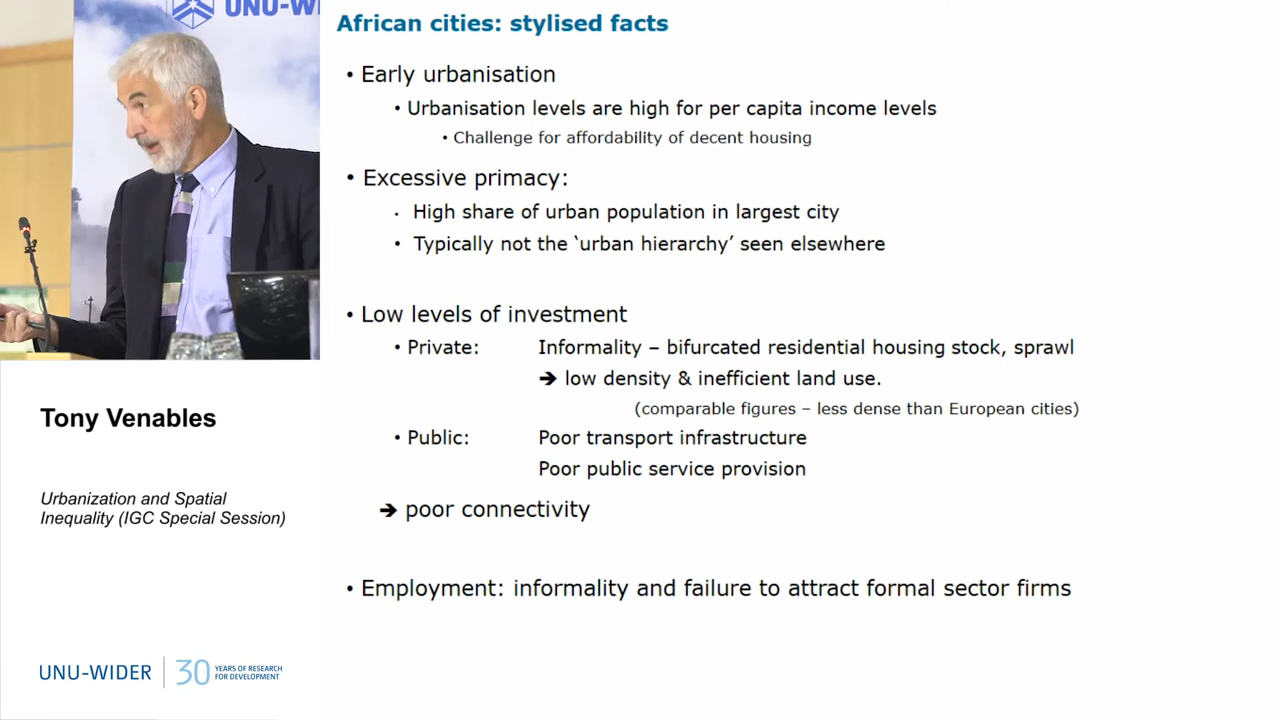 UNU-WI
African cities: stylised facts
• Early urbanisation
• Urbanisation levels are high for per capita income levels
• Challenge for affordability of decent housing
• Excessive primacy:
• High share of urban population in largest city
• Typically not the ‘urban hierarchy’ seen elsewhere
• Low levels of investment
• Private: Informality – bifurcated residential housing stock, sprawl
➔ low density & inefficient land use.
(comparable figures – less dense than European cities)
• Public: Poor transport infrastructure
Poor public service provision
➔ poor connectivity
• Employment: informality and failure to attract formal sector firms
Tony Venables
Urbanization and Spatial
Inequality (IGC Special Session)
UNU-WIDER
30 YEARS OF RESEARCH
FOR DEVELOPMENT